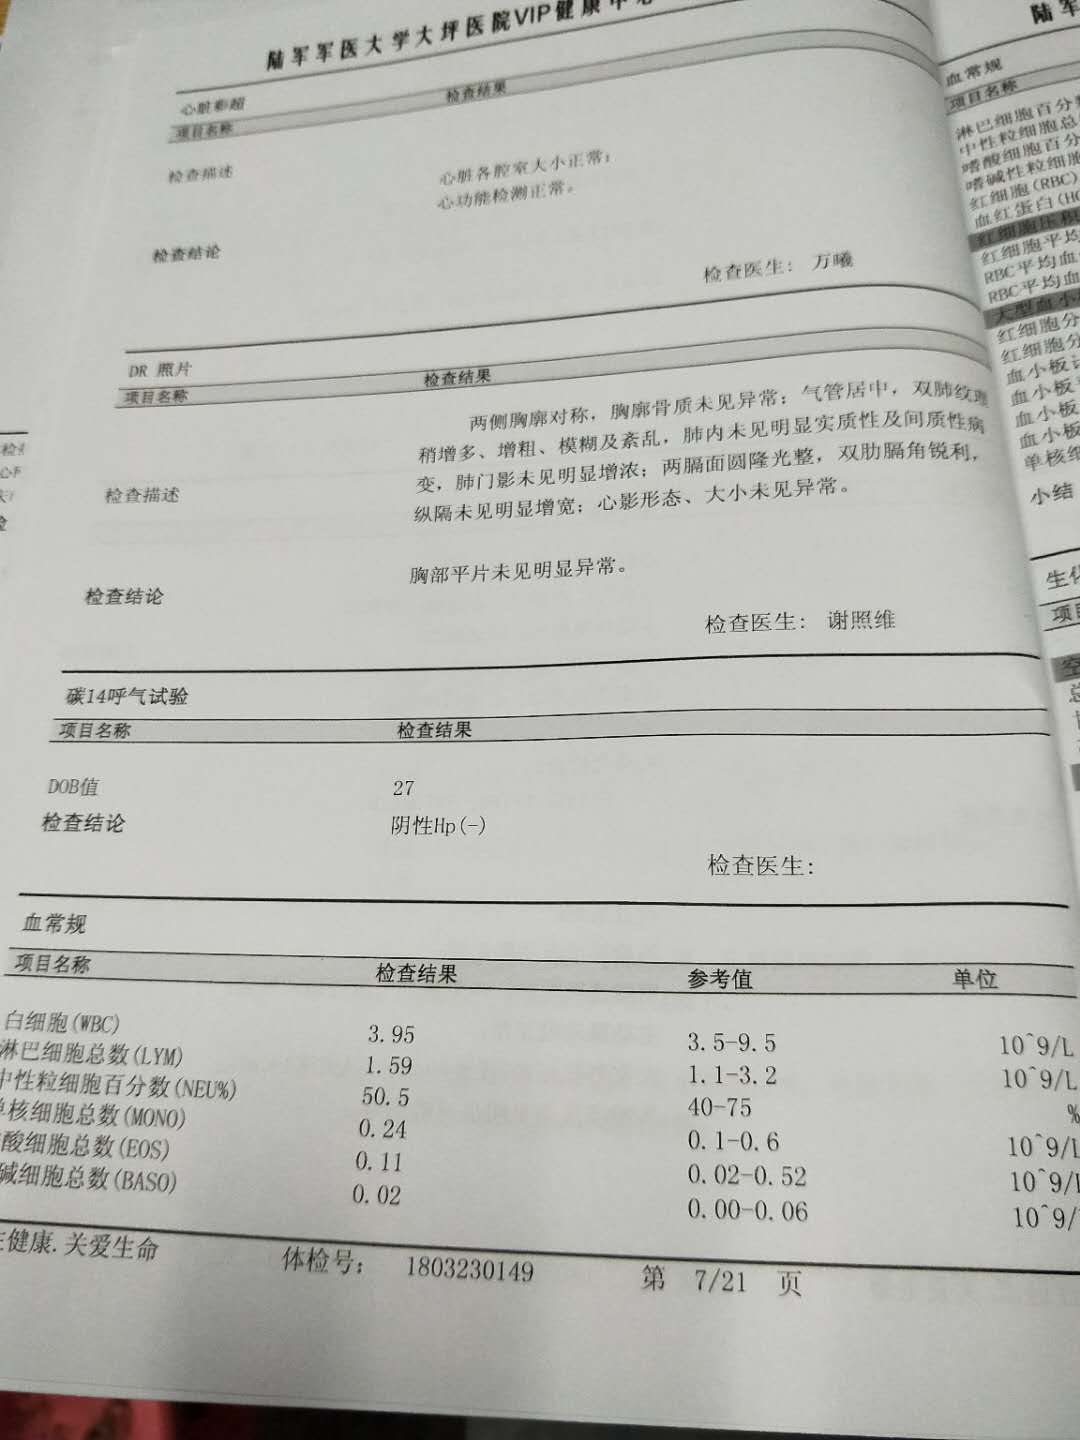 陆军军医大学大坪医院VIP健康中心
心脏彩超
项目名称 检查结果
检查描述 心脏各腔室大小正常；
心功能检测正常。
检查结论
检查医生： 万曦
DR 照片
项目名称 检查结果
检查描述 两侧胸廓对称，胸廓骨质未见异常；气管居中，双肺纹理
稍增多、增粗、模糊及紊乱，肺内未见明显实质性及间质性病
变，肺门影未见明显增浓；两膈面圆隆光整，双肋膈角锐利，
纵隔未见明显增宽；心影形态、大小未见异常。
检查结论 胸部平片未见明显异常。
检查医生： 谢照维
碳14呼气试验
项目名称 检查结果
DOB值 27
检查结论 阴性Hp(-)
检查医生：
血常规
项目名称 检查结果 参考值 单位
白细胞(WBC) 3.95 3.5-9.5 10^9/L
淋巴细胞总数(LYM) 1.59 1.1-3.2 10^9/L
中性粒细胞百分数(NEU%) 50.5 40-75 %
单核细胞总数(MONO) 0.24 0.1-0.6 10^9/L
酸细胞总数(EOS) 0.11 0.02-0.52 10^9/L
碱细胞总数(BASO) 0.02 0.00-0.06 10^9/
健康.关爱生命 体检号： 1803230149 第 7/21 页
陆军
血常规
项目名称
淋巴细胞百分
中性粒细胞总
嗜酸细胞百分
嗜碱性粒细胞
红细胞(RBC)
血红蛋白(HG
红细胞压积
红细胞平均
RBC平均血
RBC平均血
大型血小
红细胞分
红细胞分
血小板计
血小板
血小板
血小板
单核细
小结
生化
项目
空
总